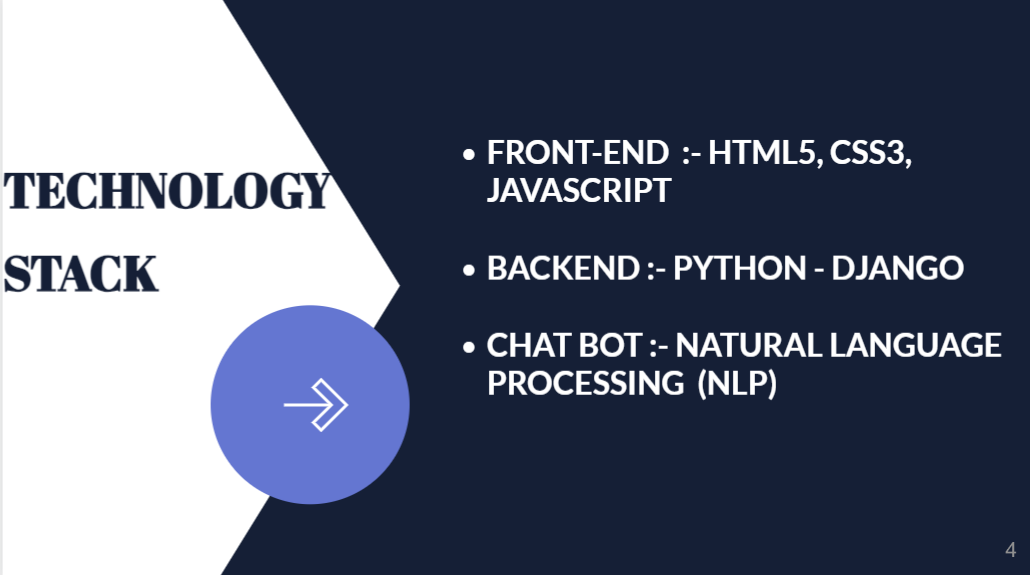 TECHNOLOGY
STACK
• FRONT-END :- HTML5, CSS3,
JAVASCRIPT
• BACKEND :- PYTHON - DJANGO
• CHAT BOT :- NATURAL LANGUAGE
PROCESSING (NLP)
4